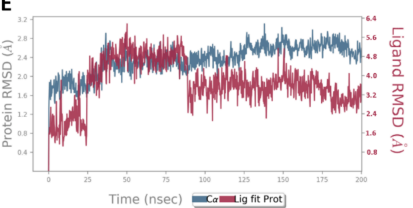 E
Protein RMSD (Å)
3.2
2.8
2.4
2.0
1.6
1.2
0.8
0.4
6.4
5.6
4.8
4.0
3.2
2.4
1.6
0.8
Ligand RMSD (Å)
0 25 50 75 100 125 150 175 200
Time (nsec)
Cα Lig fit Prot